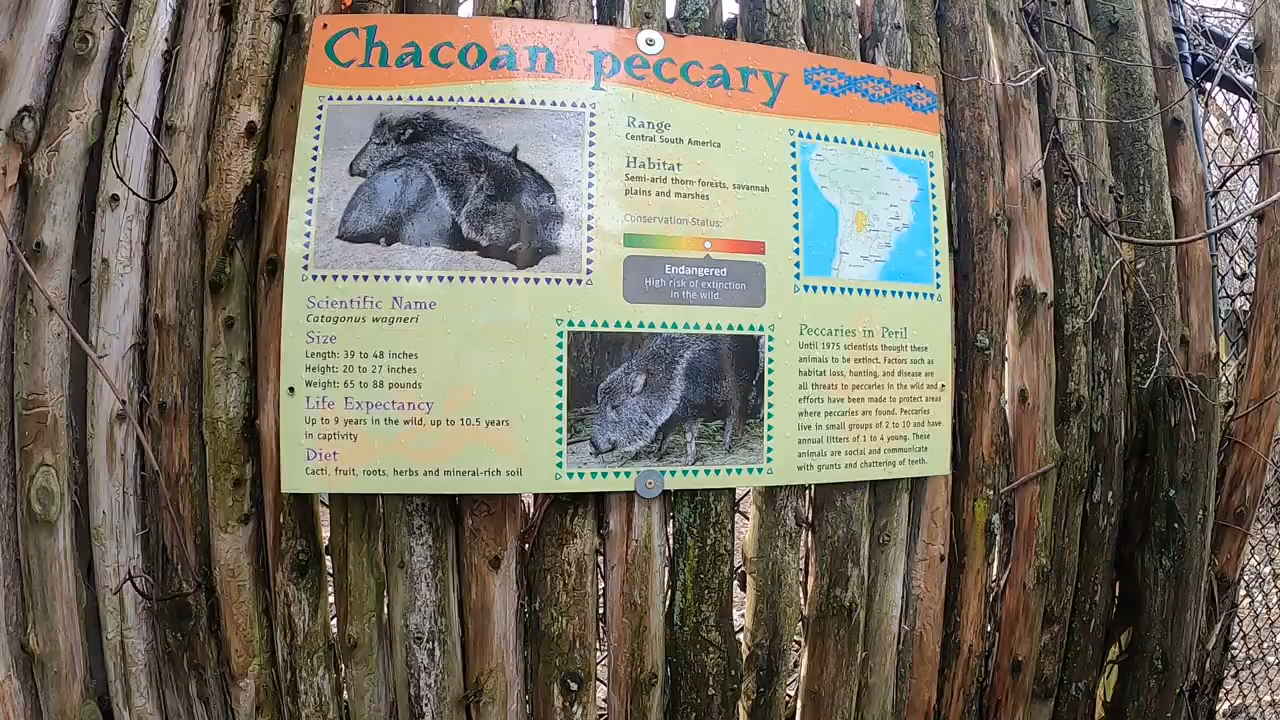 Chacoan peccary
Scientific Name
Catagonus wagneri
Size
Length: 39 to 48 inches
Height: 20 to 27 inches
Weight: 65 to 88 pounds
Life Expectancy
Up to 9 years in the wild, up to 10.5 years
in captivity
Diet
Cacti, fruit, roots, herbs and mineral-rich soil
Range
Central South America
Habitat
Semi-arid thorn forests, savannah
plains and marshes
Conservation Status:
Endangered
High risk of extinction
in the wild.
Peccaries in Peril
Until 1975 scientists thought these
animals to be extinct. Factors such as
habitat loss, hunting, and disease are
all threats to peccaries in the wild and
efforts have been made to protect areas
where peccaries are found. Peccaries
live in small groups of 2 to 10 and have
annual litters of 1 to 4 young. These
animals are social and communicate
with grunts and chattering of teeth.